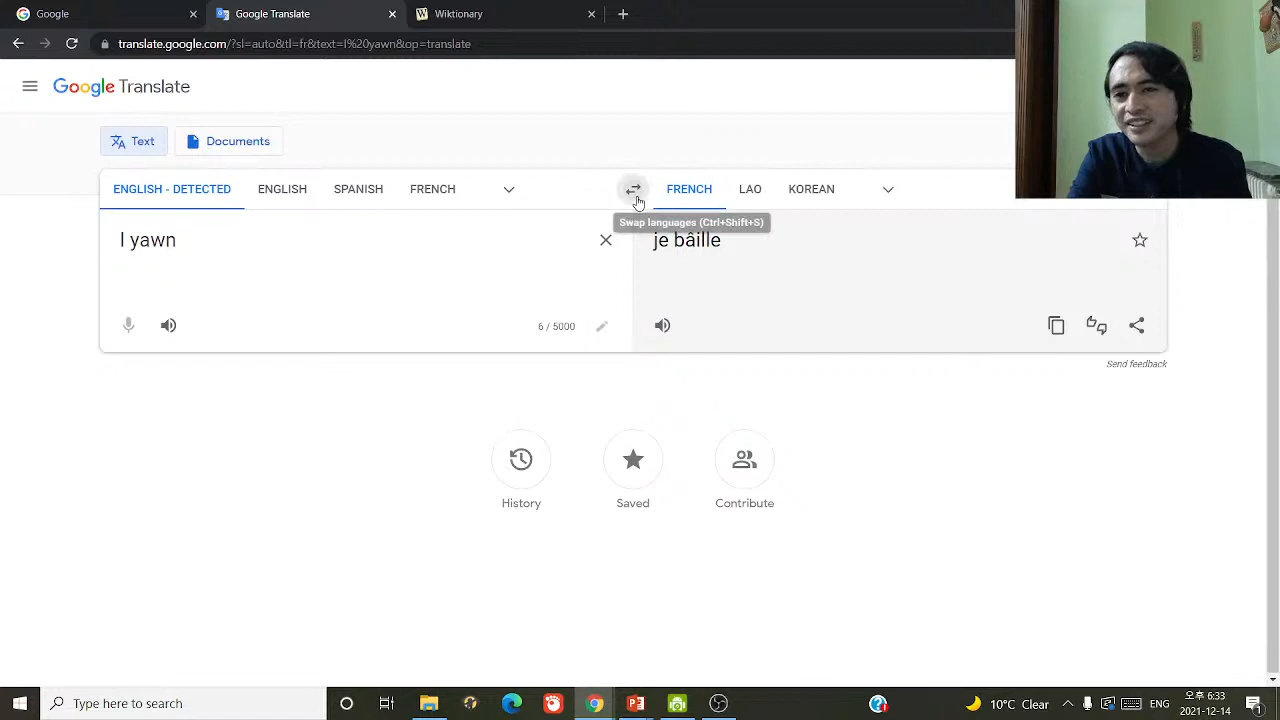 Google
Google Translate
Wiktionary
translate.google.com/?sl=auto&tl=fr&text=I%20yawn&op=translate
Google Translate
Text
Documents
ENGLISH - DETECTED
ENGLISH
SPANISH
FRENCH
FRENCH
LAO
KOREAN
Swap languages (Ctrl+Shift+S)
I yawn
je bâille
6 / 5000
Send feedback
History
Saved
Contribute
Type here to search
10°C Clear
오후 6:33
2021-12-14
1